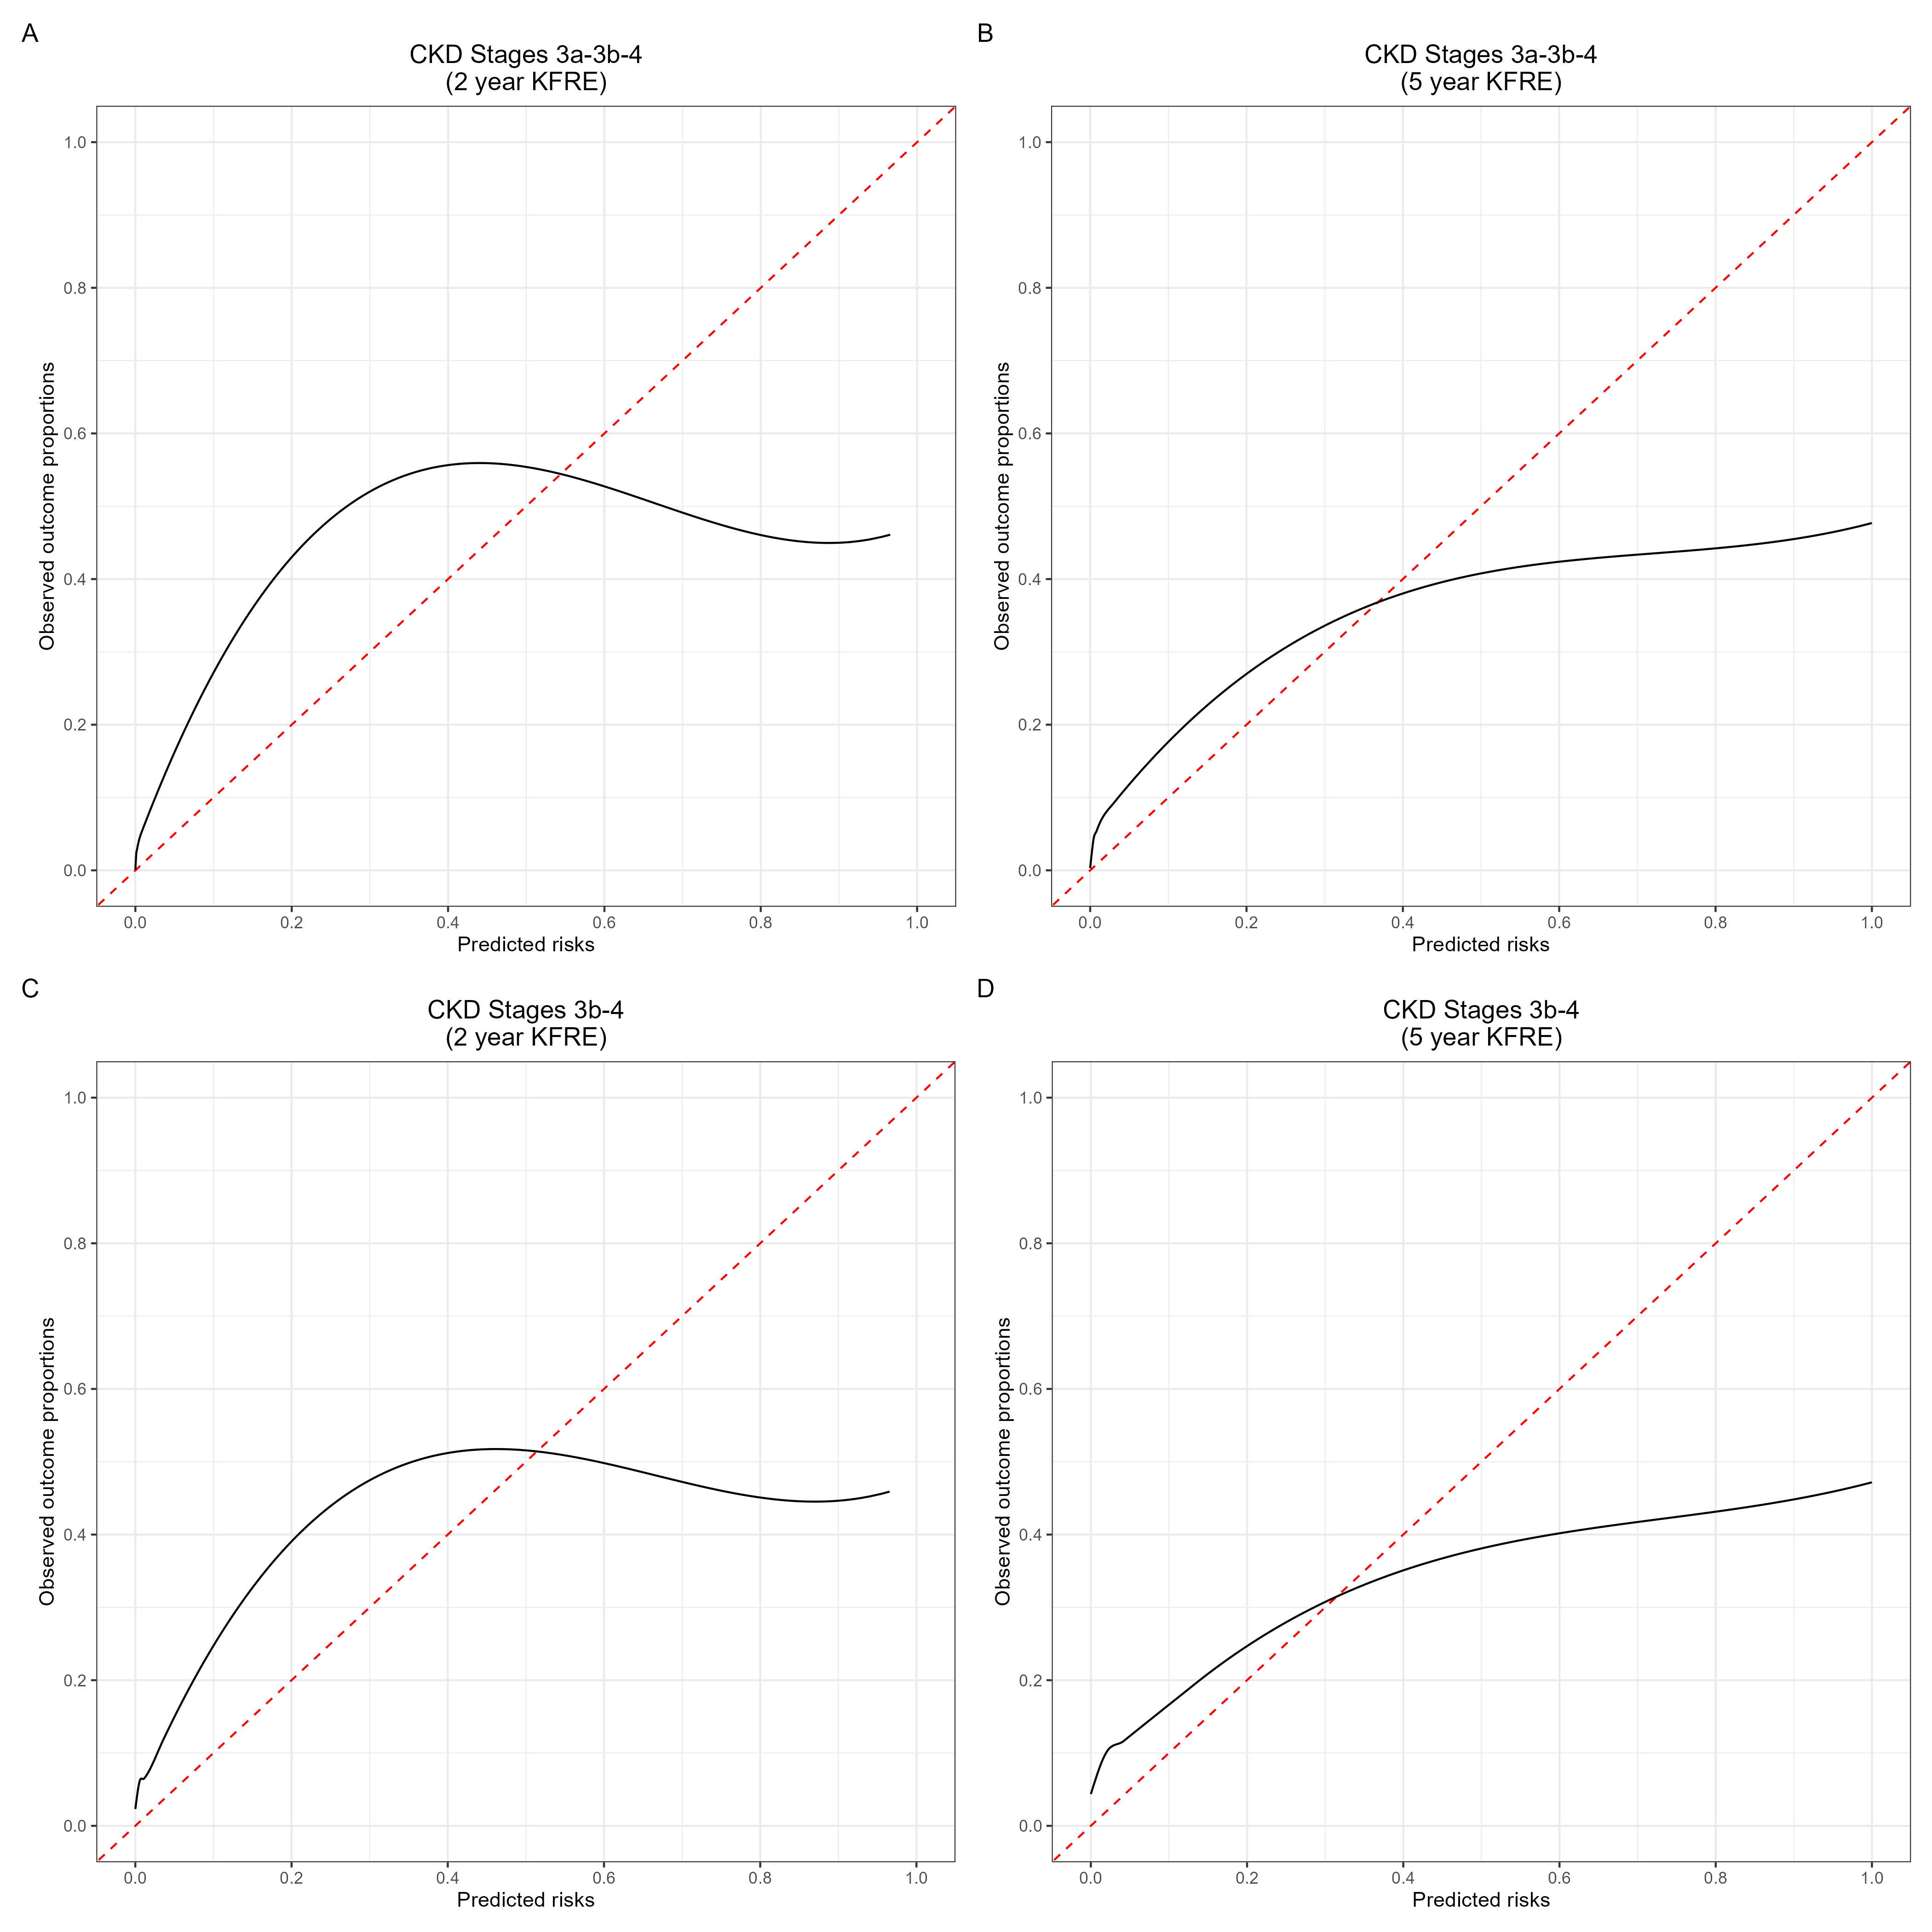 A
CKD Stages 3a-3b-4
(2 year KFRE)
Observed outcome proportions
1.0
0.8
0.6
0.4
0.2
0.0
0.0 0.2 0.4 0.6 0.8 1.0
Predicted risks
B
CKD Stages 3a-3b-4
(5 year KFRE)
Observed outcome proportions
1.0
0.8
0.6
0.4
0.2
0.0
0.0 0.2 0.4 0.6 0.8 1.0
Predicted risks
C
CKD Stages 3b-4
(2 year KFRE)
Observed outcome proportions
1.0
0.8
0.6
0.4
0.2
0.0
0.0 0.2 0.4 0.6 0.8 1.0
Predicted risks
D
CKD Stages 3b-4
(5 year KFRE)
Observed outcome proportions
1.0
0.8
0.6
0.4
0.2
0.0
0.0 0.2 0.4 0.6 0.8 1.0
Predicted risks